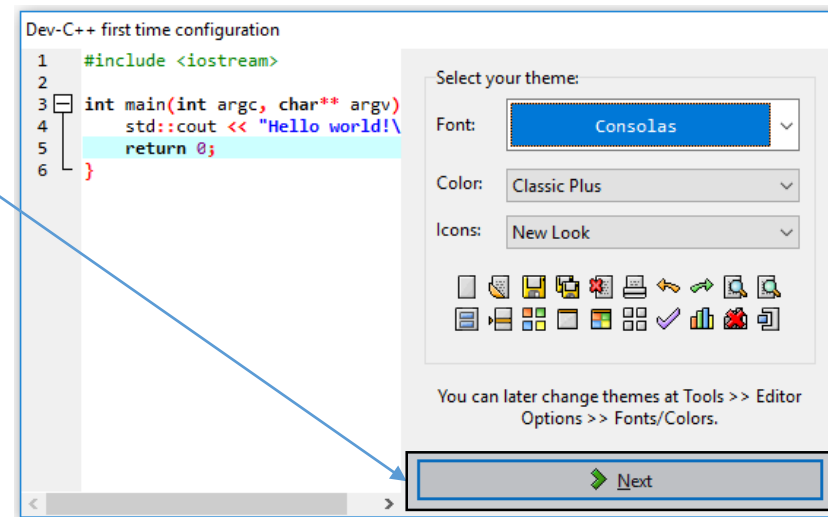 Dev-C++ first time configuration
1 #include <iostream>
2
3 int main(int argc, char** argv)
4 std::cout << "Hello world!\
5 return 0;
6 }
Select your theme:
Font: Consolas
Color: Classic Plus
Icons: New Look
You can later change themes at Tools >> Editor
Options >> Fonts/Colors.
Next